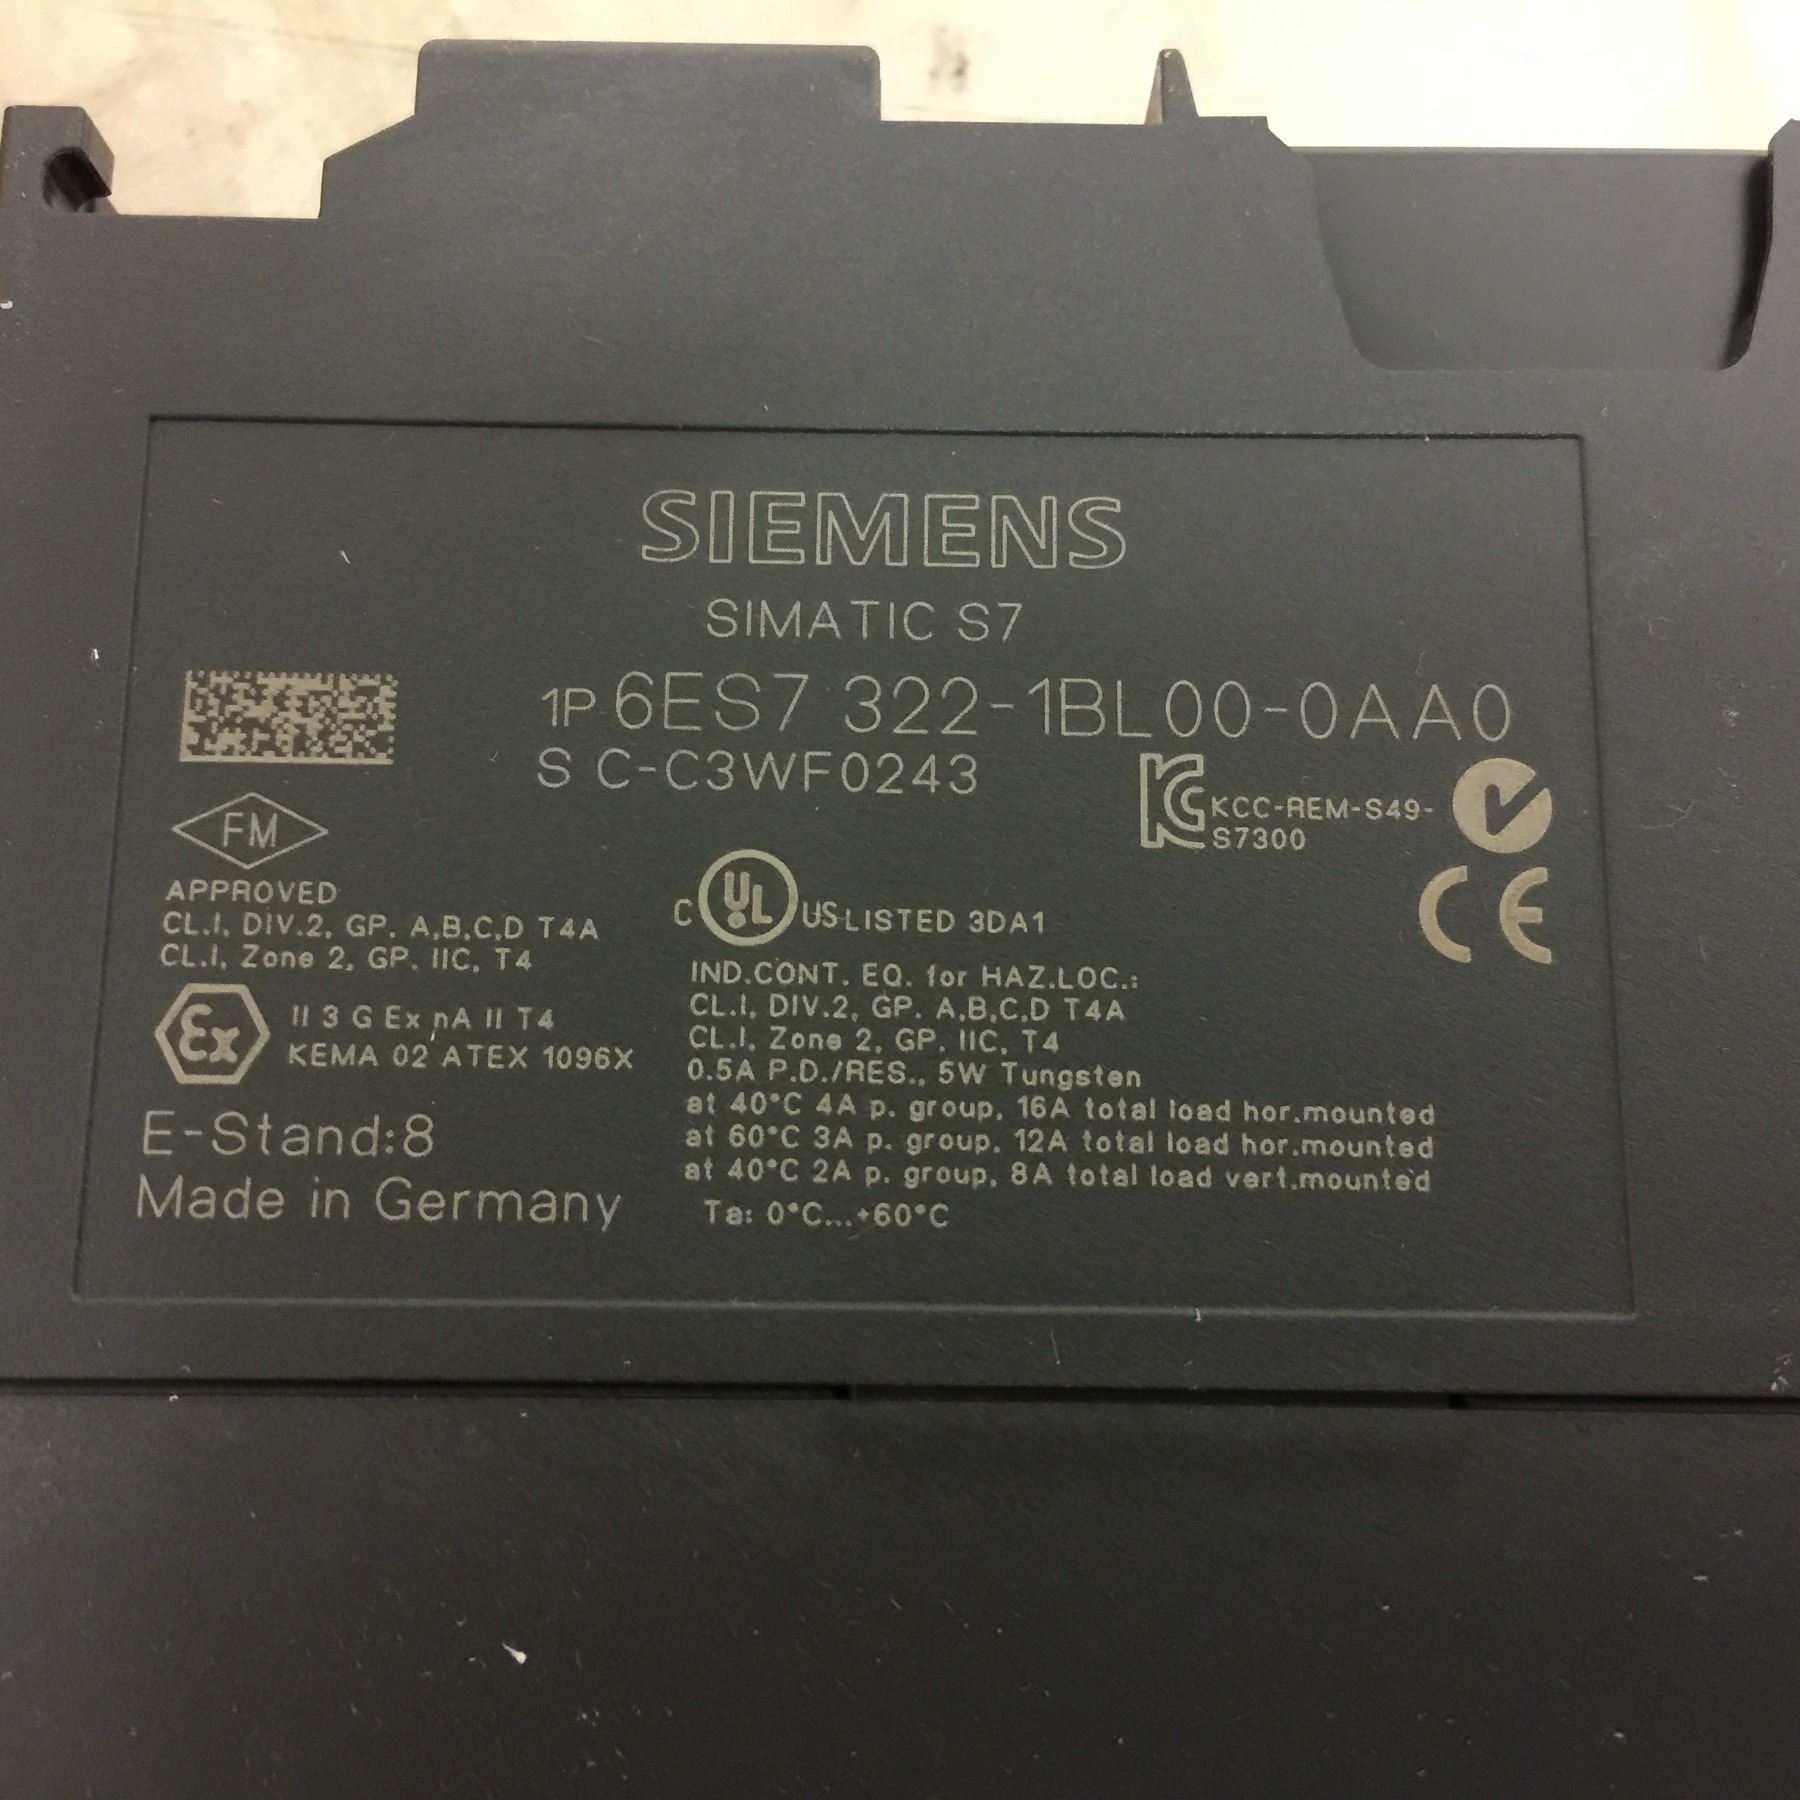 SIEMENS
SIMATIC S7
1P 6ES7 322-1BL00-0AA0
S C-C3WF0243
KCC-REM-S49-
S7300
FM
APPROVED
CL.I, DIV.2, GP. A,B,C,D T4A
CL.I, Zone 2, GP. IIC, T4
Ex II 3 G Ex nA II T4
KEMA 02 ATEX 1096X
E-Stand:8
Made in Germany
C UL US LISTED 3DA1
IND.CONT. EQ. for HAZ.LOC.:
CL.I, DIV.2, GP. A,B,C,D T4A
CL.I, Zone 2, GP. IIC, T4
0.5A P.D./RES., 5W Tungsten
at 40°C 4A p. group, 16A total load hor.mounted
at 60°C 3A p. group, 12A total load hor.mounted
at 40°C 2A p. group, 8A total load vert.mounted
Ta: 0°C...+60°C
CE